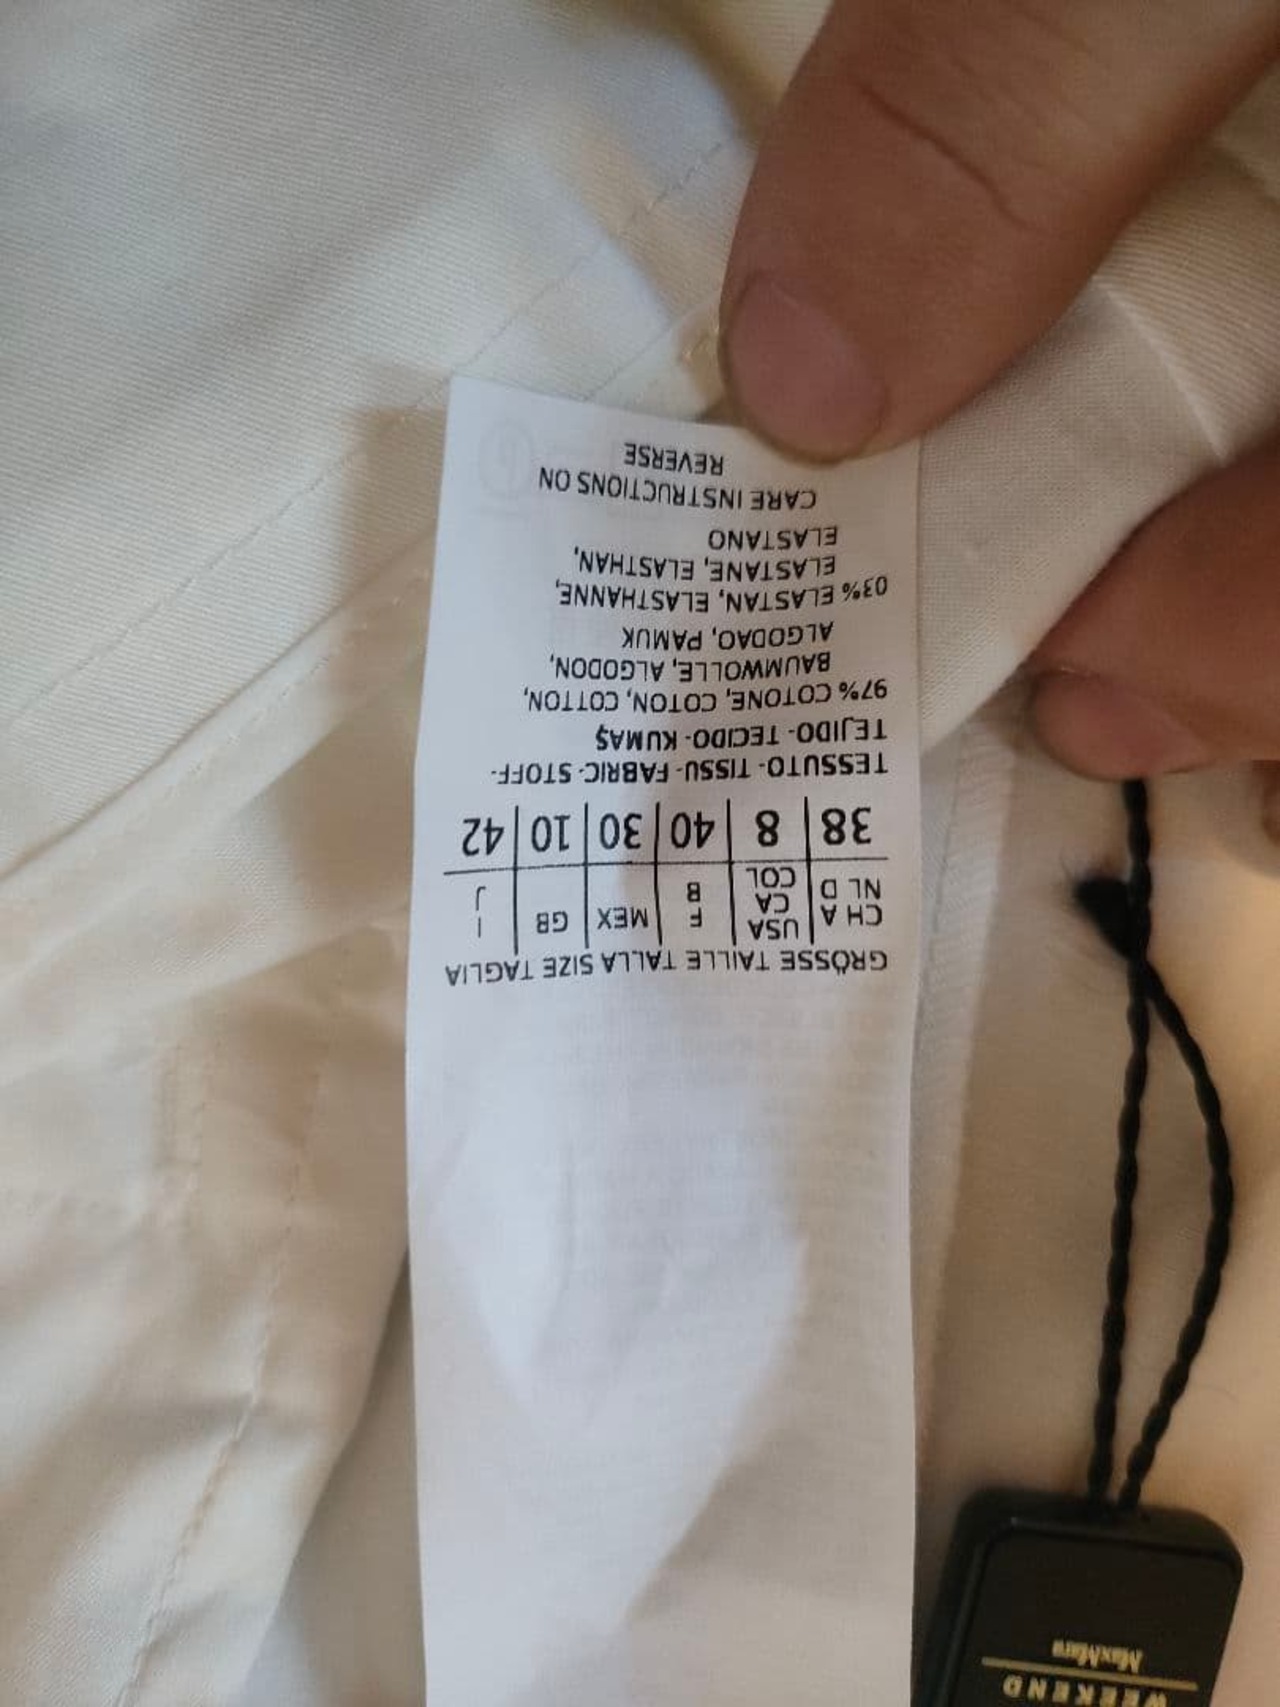 GRÖSSE TAILLE TALLA SIZE TAGLIA
CH A NL D | USA CA COL | F B | MEX | GB | I J
38 | 8 | 40 | 30 | 10 | 42
TESSUTO- TISSU -FABRIC- STOFF-
TEJIDO- TECIDO- KUMAŞ
97% COTONE, COTON, COTTON,
BAUMWOLLE, ALGODON,
ALGODAO, PAMUK
03% ELASTAN, ELASTHANNE,
ELASTANE, ELASTHAN,
ELASTANO
CARE INSTRUCTIONS ON
REVERSE
WEEKEND
MaxMara